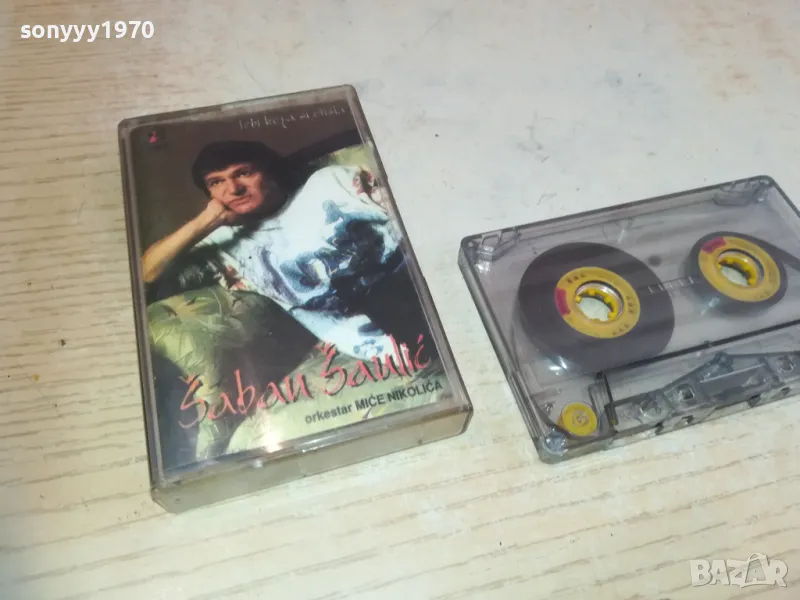 sonyyy1970
Šaban Šaulić
orkestar MIĆE NIKOLIĆA
BAZAR